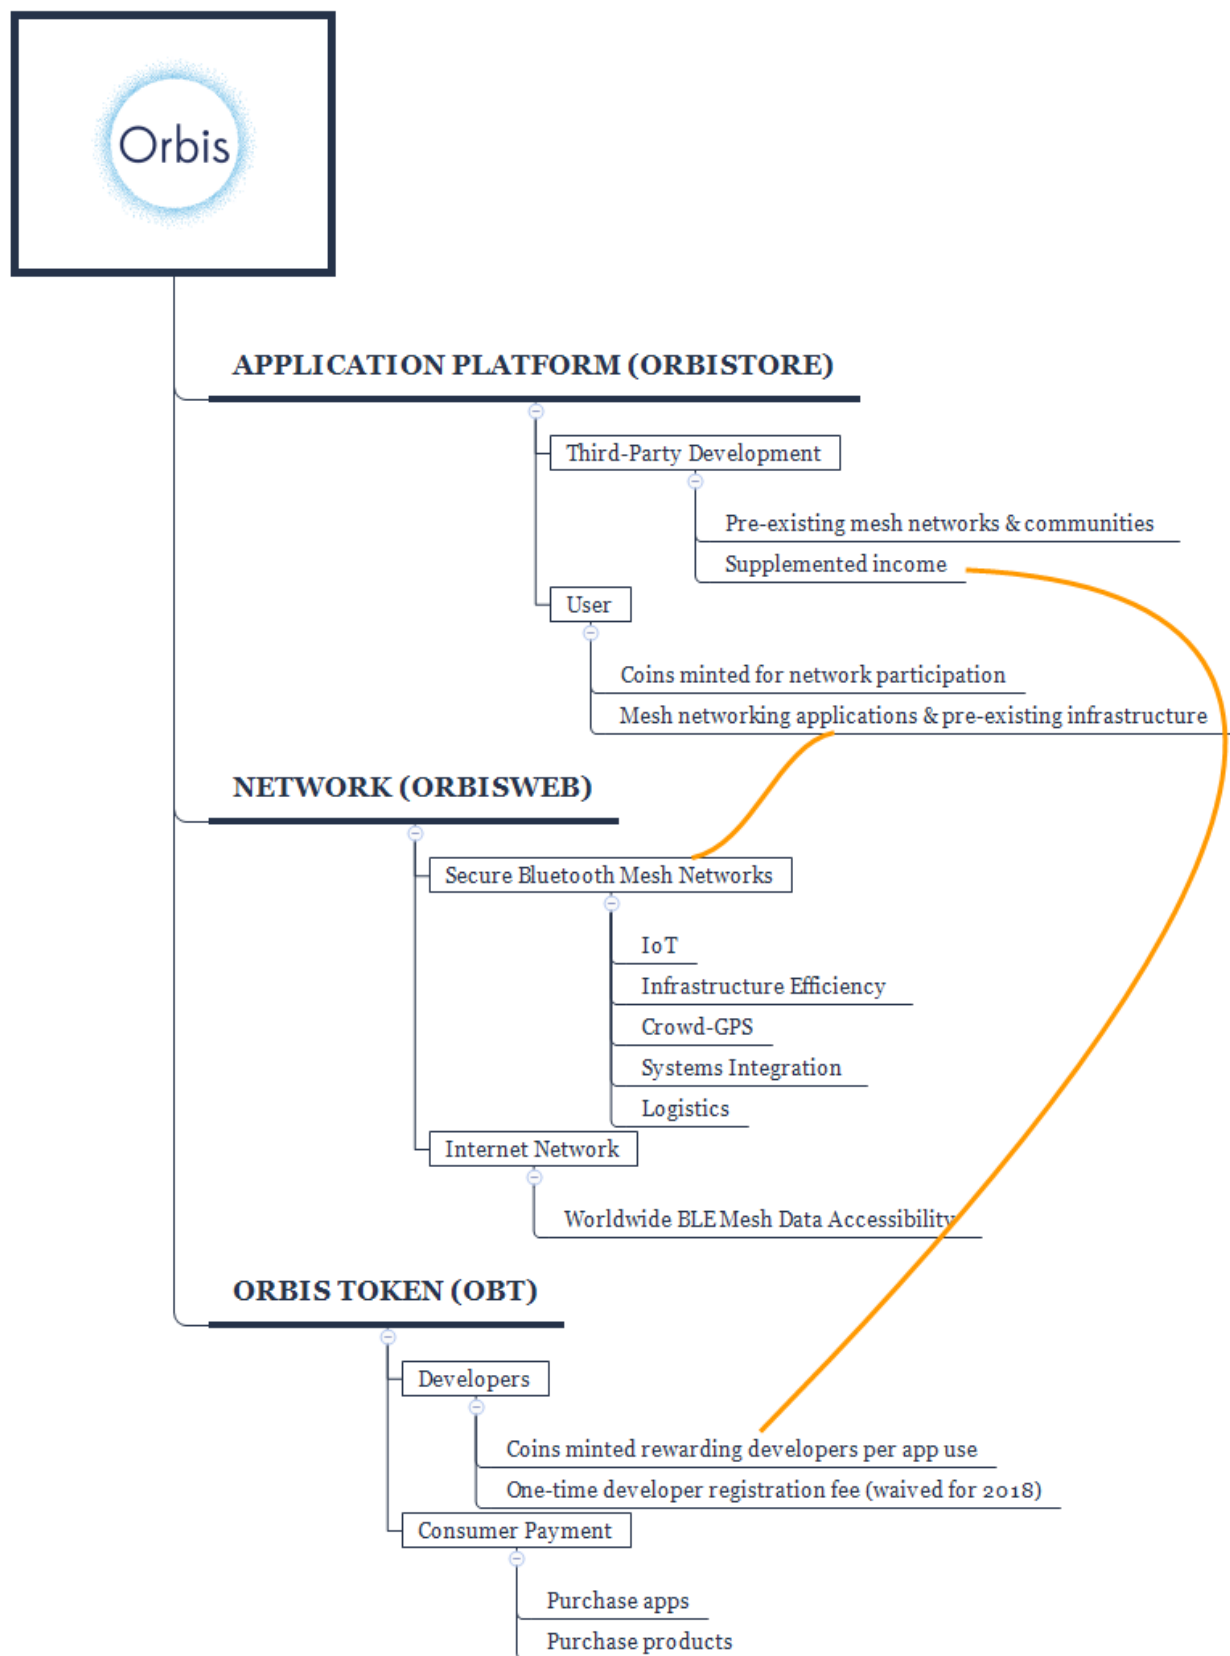 Orbis
APPLICATION PLATFORM (ORBISTORE)
Third-Party Development
Pre-existing mesh networks & communities
Supplemented income
User
Coins minted for network participation
Mesh networking applications & pre-existing infrastructure
NETWORK (ORBISWEB)
Secure Bluetooth Mesh Networks
IoT
Infrastructure Efficiency
Crowd-GPS
Systems Integration
Logistics
Internet Network
Worldwide BLE Mesh Data Accessibility
ORBIS TOKEN (OBT)
Developers
Coins minted rewarding developers per app use
One-time developer registration fee (waived for 2018)
Consumer Payment
Purchase apps
Purchase products